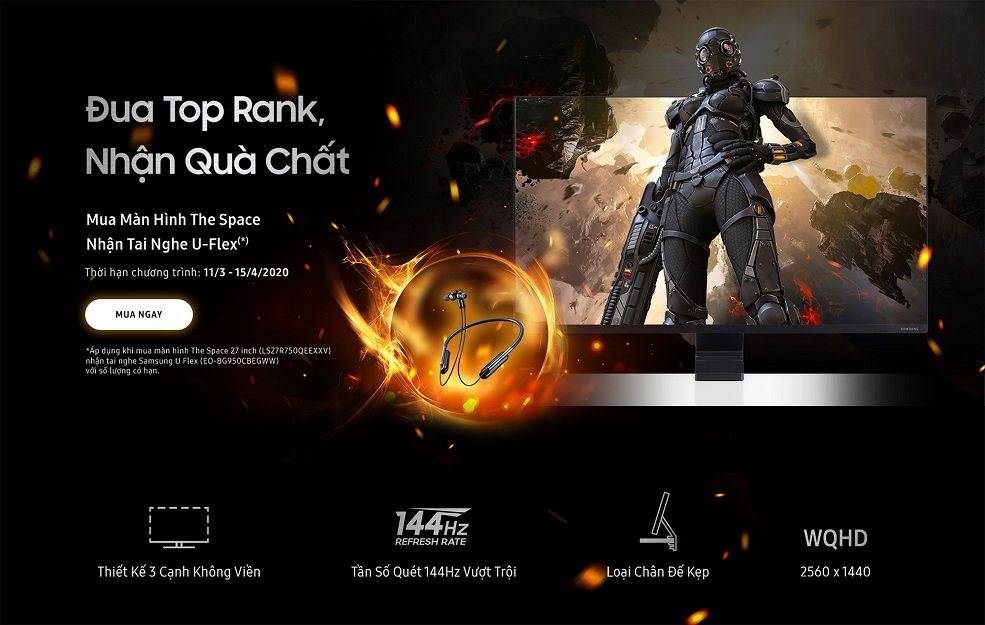 Đua Top Rank,
Nhận Quà Chất
Mua Màn Hình The Space
Nhận Tai Nghe U-Flex(*)
Thời hạn chương trình: 11/3 - 15/4/2020
MUA NGAY
*Áp dụng khi mua màn hình The Space 27 inch (LS27R750QEEXXV)
nhận tai nghe Samsung U Flex (EO-BG950CBEGWW)
với số lượng có hạn.
SAMSUNG
144Hz
REFRESH RATE
WQHD
Thiết Kế 3 Cạnh Không Viền
Tần Số Quét 144Hz Vượt Trội
Loại Chân Đế Kẹp
2560 x 1440